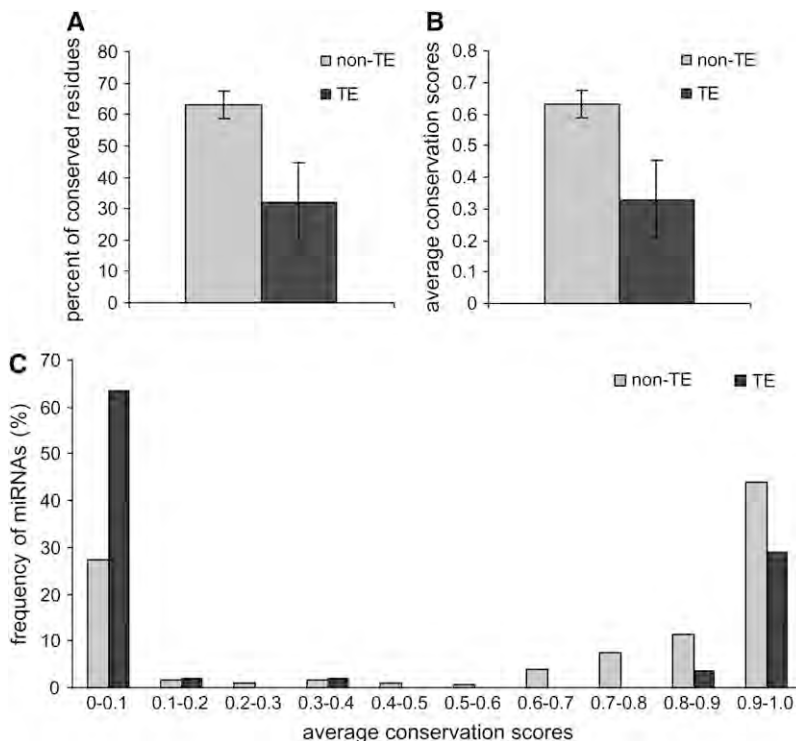 A
percent of conserved residues
80
70
60
50
40
30
20
10
0
non-TE
TE
B
average conservation scores
0.8
0.7
0.6
0.5
0.4
0.3
0.2
0.1
0
non-TE
TE
C
frequency of miRNAs (%)
70
60
50
40
30
20
10
0
non-TE
TE
0-0.1 0.1-0.2 0.2-0.3 0.3-0.4 0.4-0.5 0.5-0.6 0.6-0.7 0.7-0.8 0.8-0.9 0.9-1.0
average conservation scores